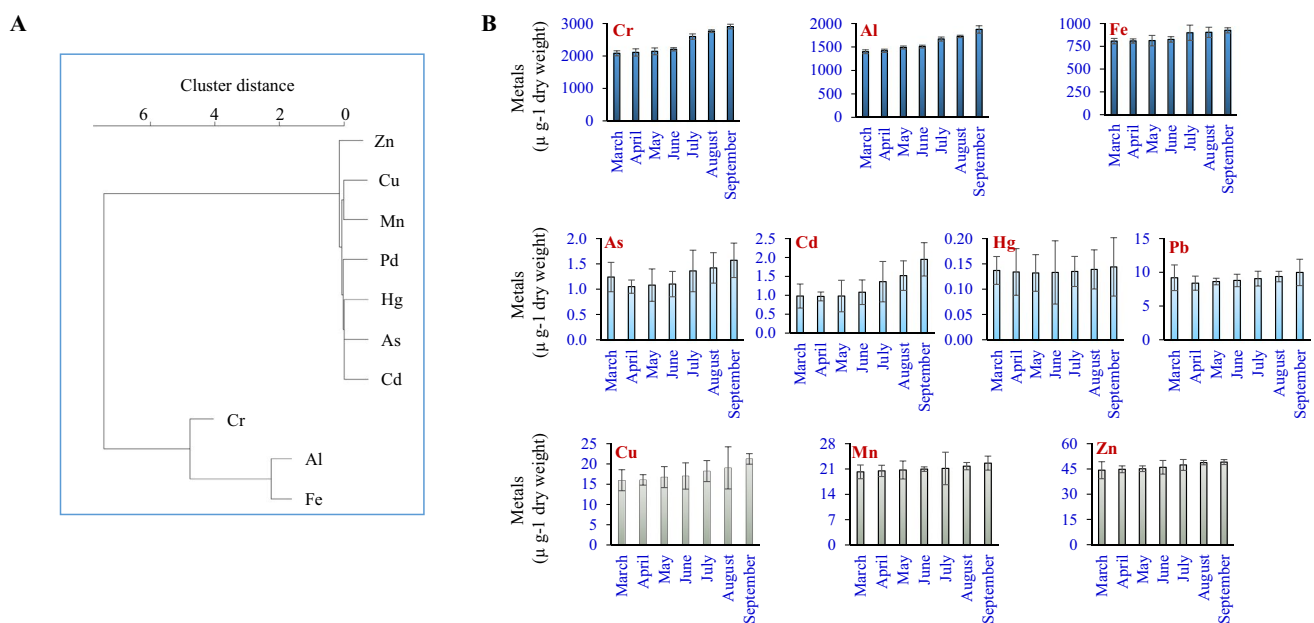 A
Cluster distance
6 4 2 0
Zn
Cu
Mn
Pd
Hg
As
Cd
Cr
Al
Fe
B
Metals
(µ g-1 dry weight)
Cr
3000
2000
1000
0
March
April
May
June
July
August
September
Al
2000
1500
1000
500
0
March
April
May
June
July
August
September
Fe
1000
750
500
250
0
March
April
May
June
July
August
September
Metals
(µ g-1 dry weight)
As
2.0
1.5
1.0
0.5
0.0
March
April
May
June
July
August
September
Cd
2.5
2.0
1.5
1.0
0.5
0.0
March
April
May
June
July
August
September
Hg
0.20
0.15
0.10
0.05
0.00
March
April
May
June
July
August
September
Pb
15
10
5
0
March
April
May
June
July
August
September
Metals
(µ g-1 dry weight)
Cu
25
20
15
10
5
0
March
April
May
June
July
August
September
Mn
28
21
14
7
0
March
April
May
June
July
August
September
Zn
60
45
30
15
0
March
April
May
June
July
August
September